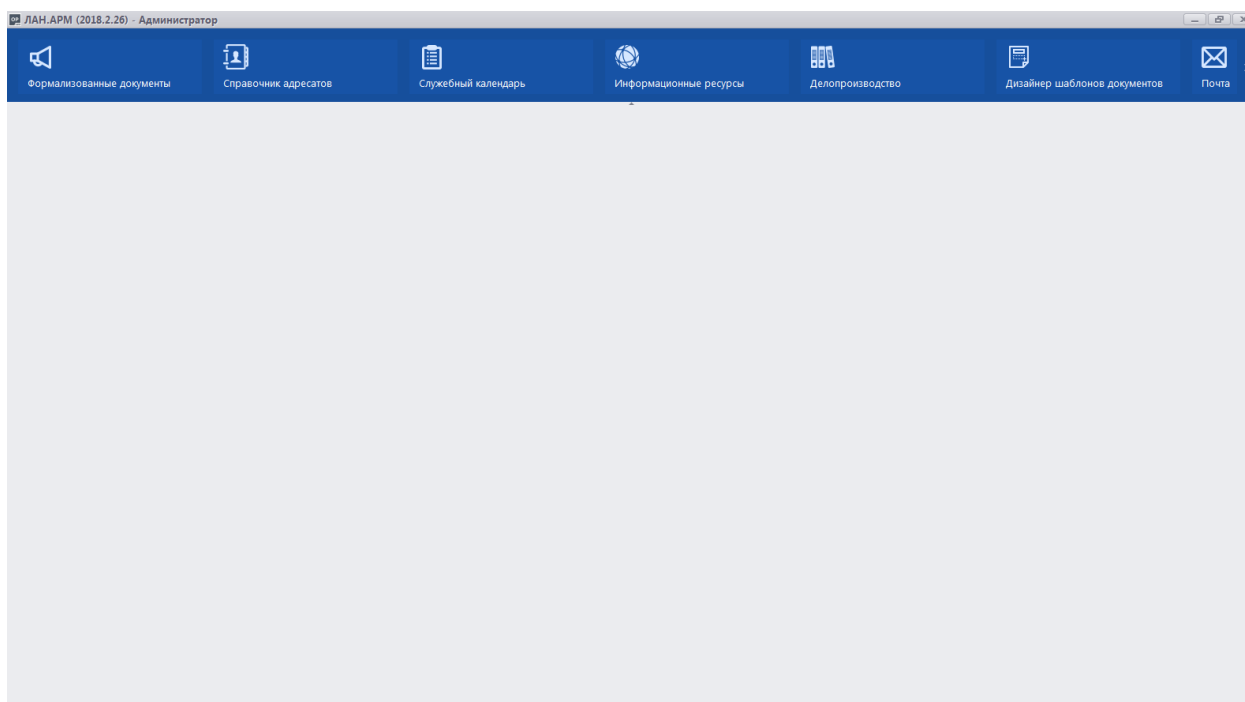 ЛАН.АРМ (2018.2.26) - Администратор
Формализованные документы
Справочник адресатов
Служебный календарь
Информационные ресурсы
Делопроизводство
Дизайнер шаблонов документов
Почта